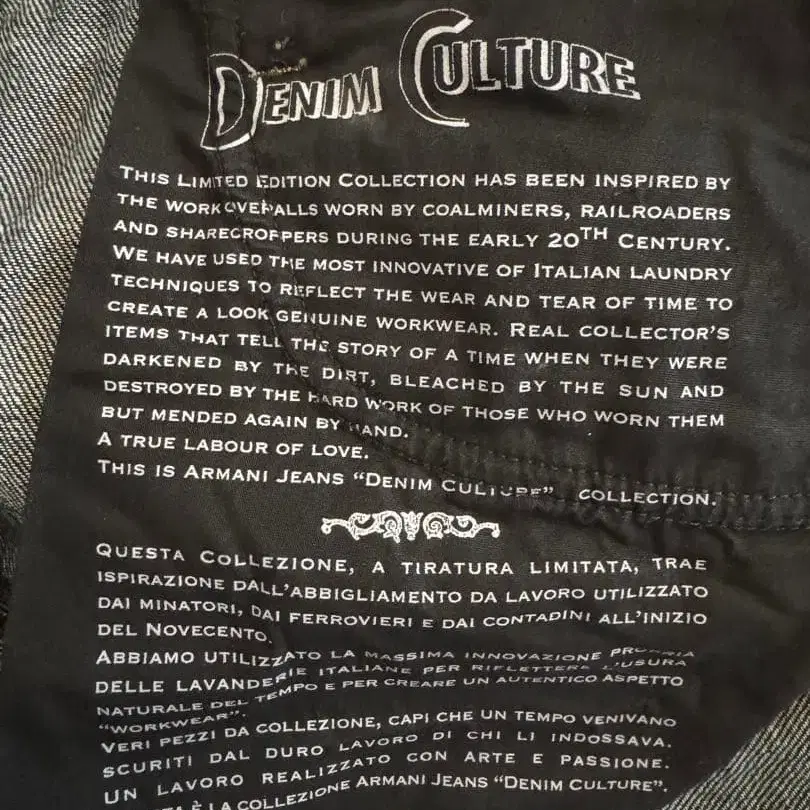 DENIM CULTURE
THIS LIMITED EDITION COLLECTION HAS BEEN INSPIRED BY
THE WORK OVERALLS WORN BY COALMINERS, RAILROADERS
AND SHARECROPPERS DURING THE EARLY 20TH CENTURY.
WE HAVE USED THE MOST INNOVATIVE OF ITALIAN LAUNDRY
TECHNIQUES TO REFLECT THE WEAR AND TEAR OF TIME TO
CREATE A LOOK GENUINE WORKWEAR. REAL COLLECTOR'S
ITEMS THAT TELL THE STORY OF A TIME WHEN THEY WERE
DARKENED BY THE DIRT, BLEACHED BY THE SUN AND
DESTROYED BY THE HARD WORK OF THOSE WHO WORN THEM
BUT MENDED AGAIN BY HAND.
A TRUE LABOUR OF LOVE.
THIS IS ARMANI JEANS "DENIM CULTURE" COLLECTION.
QUESTA COLLEZIONE, A TIRATURA LIMITATA, TRAE
ISPIRAZIONE DALL'ABBIGLIAMENTO DA LAVORO UTILIZZATO
DAI MINATORI, DAI FERROVIERI E DAI CONTADINI ALL'INIZIO
DEL NOVECENTO.
ABBIAMO UTILIZZATO LA MASSIMA INNOVAZIONE PROPRIA
DELLE LAVANDERIE ITALIANE PER RIFLETTERE L'USURA
NATURALE DEL TEMPO E PER CREARE UN AUTENTICO ASPETTO
"WORKWEAR".
VERI PEZZI DA COLLEZIONE, CAPI CHE UN TEMPO VENIVANO
SCURITI DAL DURO LAVORO DI CHI LI INDOSSAVA.
UN LAVORO REALIZZATO CON ARTE E PASSIONE.
È LA COLLEZIONE ARMANI JEANS "DENIM CULTURE".